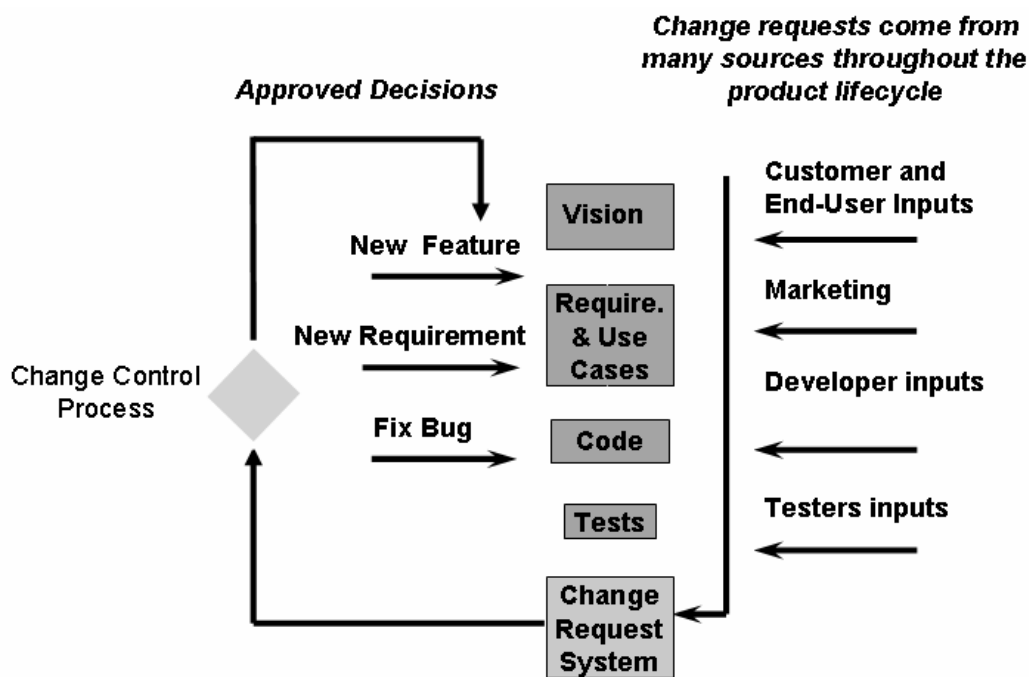 Change requests come from
many sources throughout the
product lifecycle
Approved Decisions
Customer and
End-User Inputs
Vision
New Feature
Marketing
Require.
& Use
Cases
New Requirement
Change Control
Process
Developer inputs
Fix Bug
Code
Testers inputs
Tests
Change
Request
System